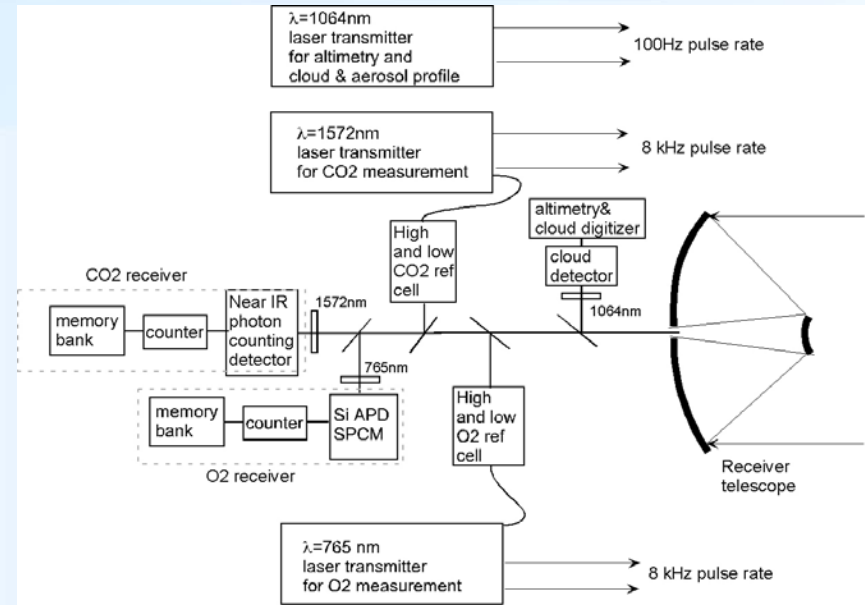 λ=1064nm
laser transmitter
for altimetry and
cloud & aerosol profile
100Hz pulse rate
λ=1572nm
laser transmitter
for CO2 measurement
8 kHz pulse rate
altimetry&
cloud digitizer
High
and low
CO2 ref
cell
cloud
detector
CO2 receiver
1572nm
1064nm
Near IR
photon
counting
detector
memory
bank
counter
765nm
High
and low
O2 ref
cell
memory
bank
counter
Si APD
SPCM
O2 receiver
Receiver
telescope
λ=765 nm
laser transmitter
for O2 measurement
8 kHz pulse rate